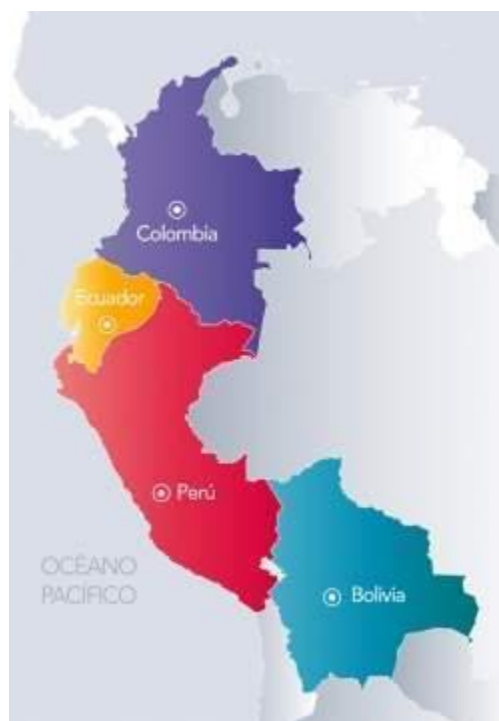 Colombia
Ecuador
Perú
OCÉANO
PACÍFICO
Bolivia